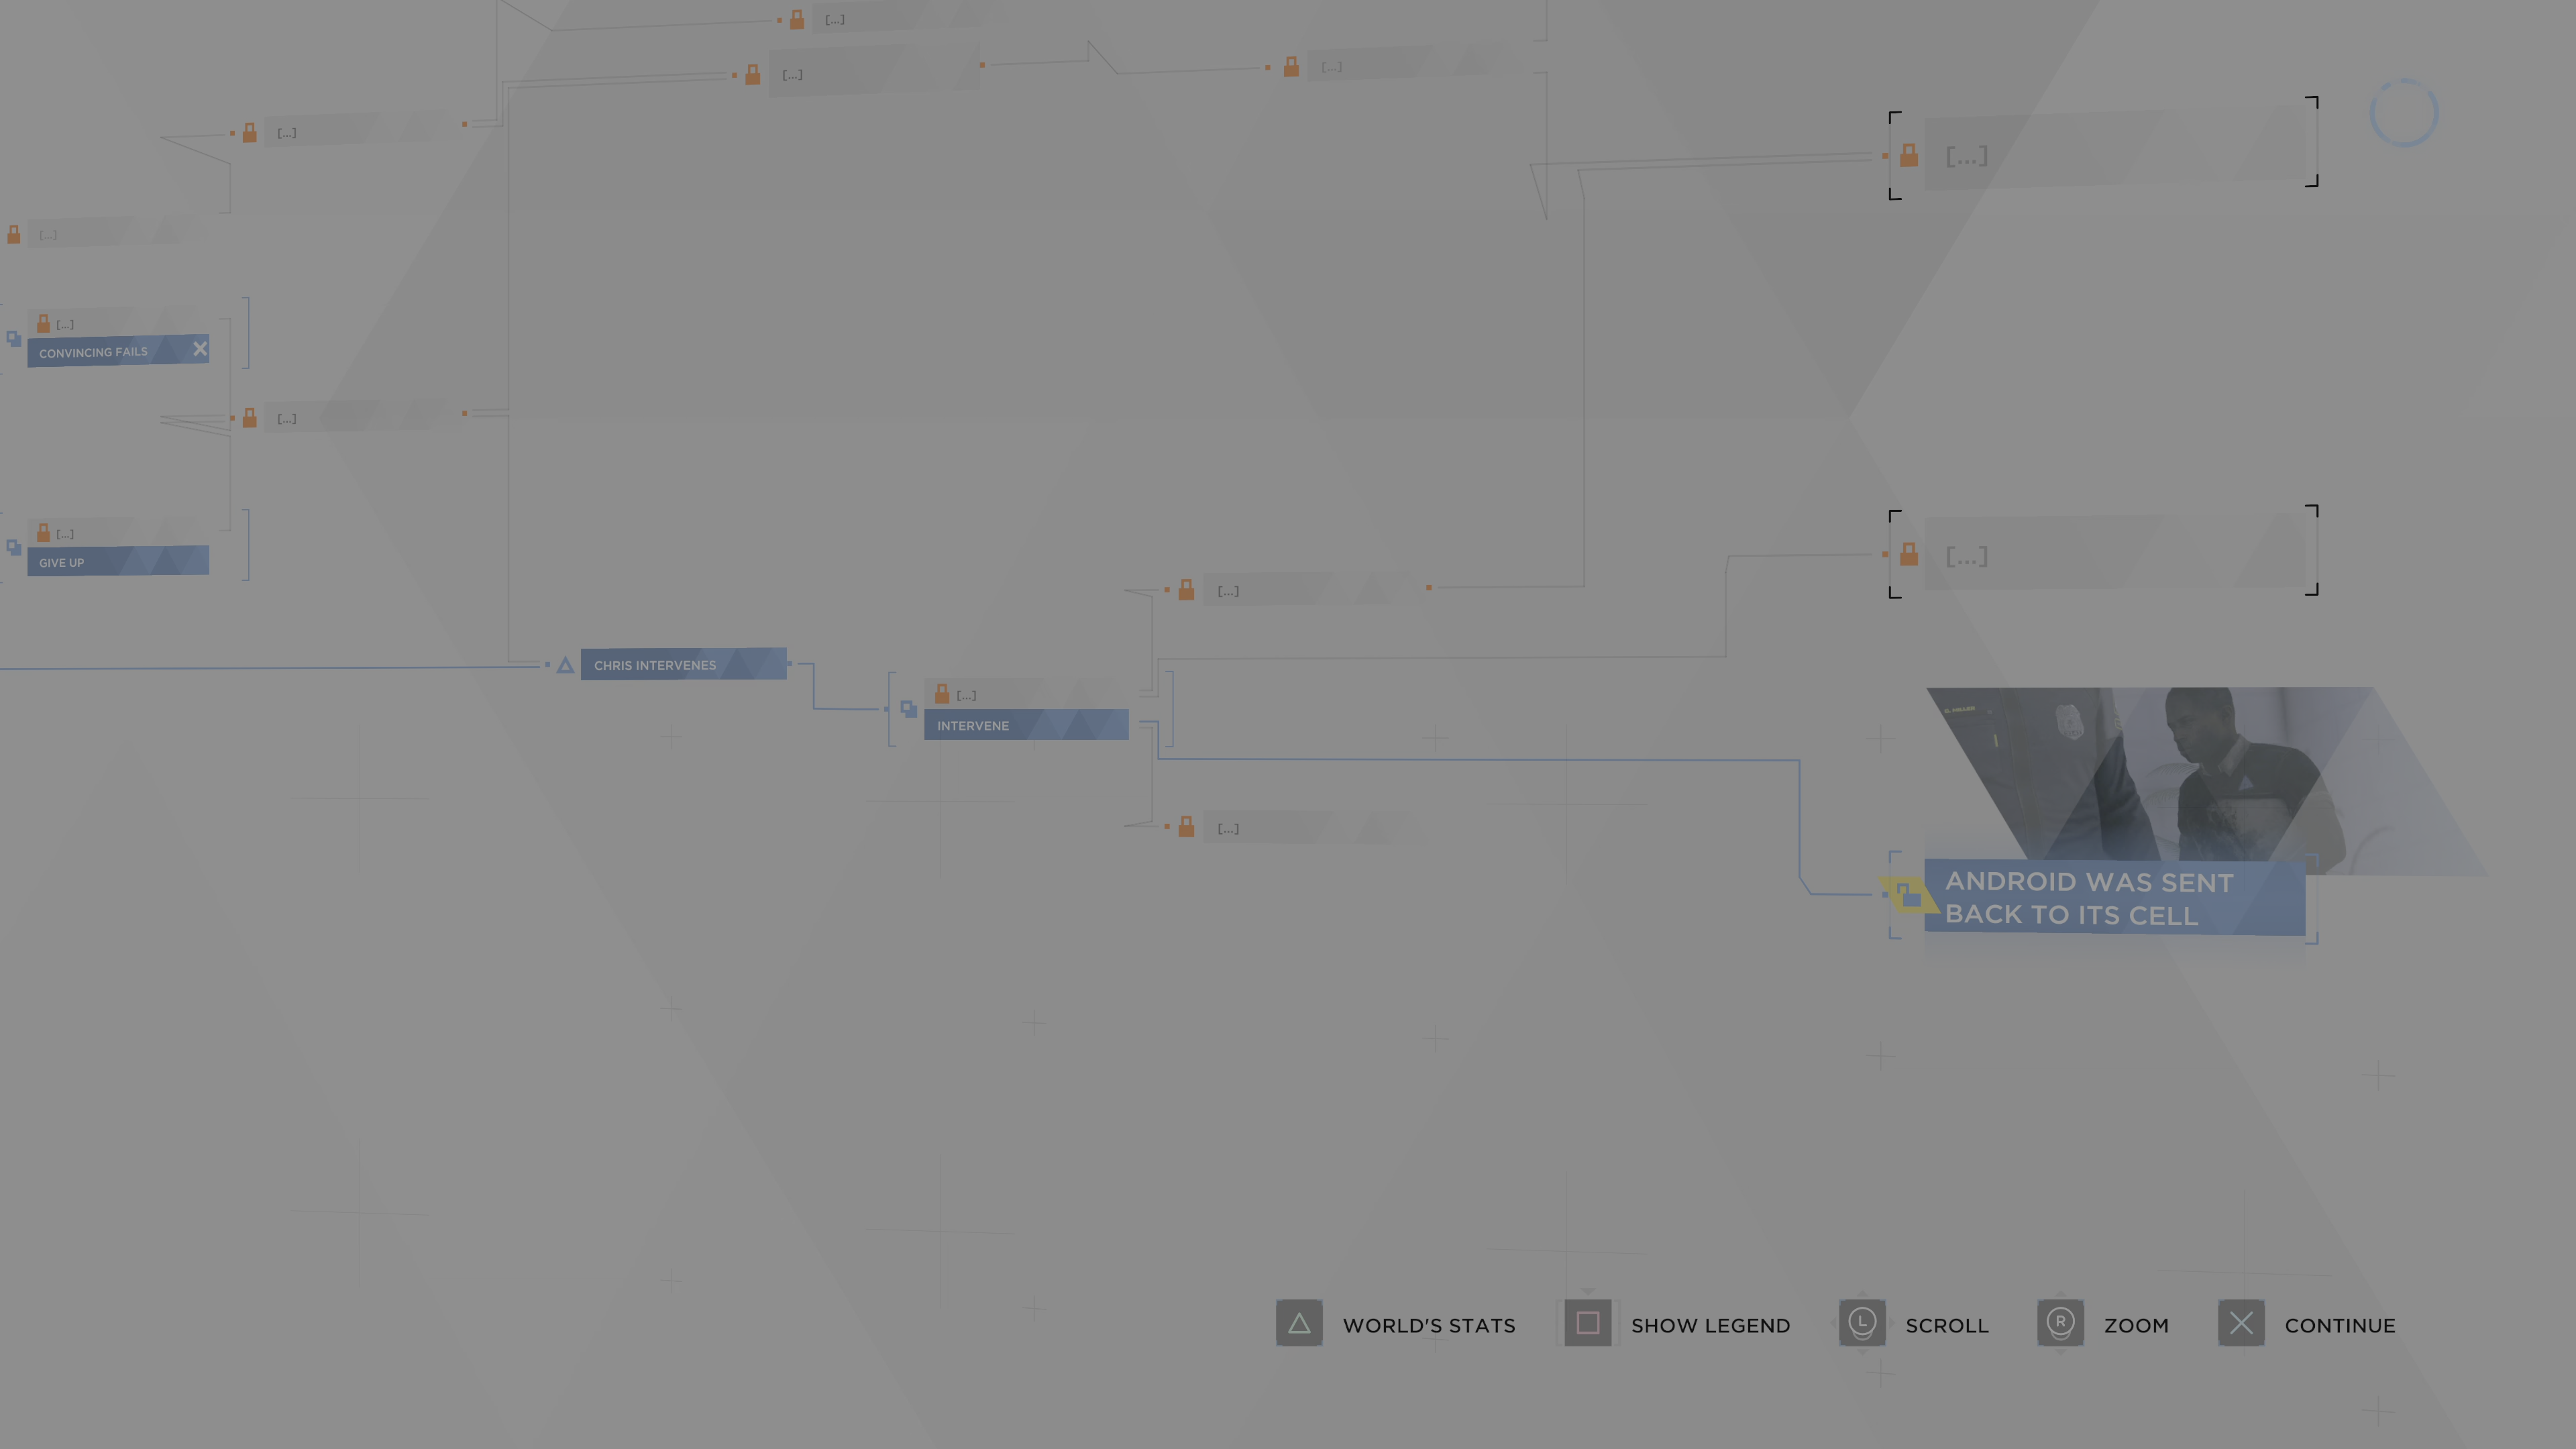 [...]
[...]
[...]
[...]
[...]
[...]
[...]
CONVINCING FAILS
[...]
[...]
GIVE UP
[...]
[...]
CHRIS INTERVENES
[...]
INTERVENE
[...]
ANDROID WAS SENT
BACK TO ITS CELL
WORLD'S STATS
SHOW LEGEND
L
SCROLL
R
ZOOM
CONTINUE